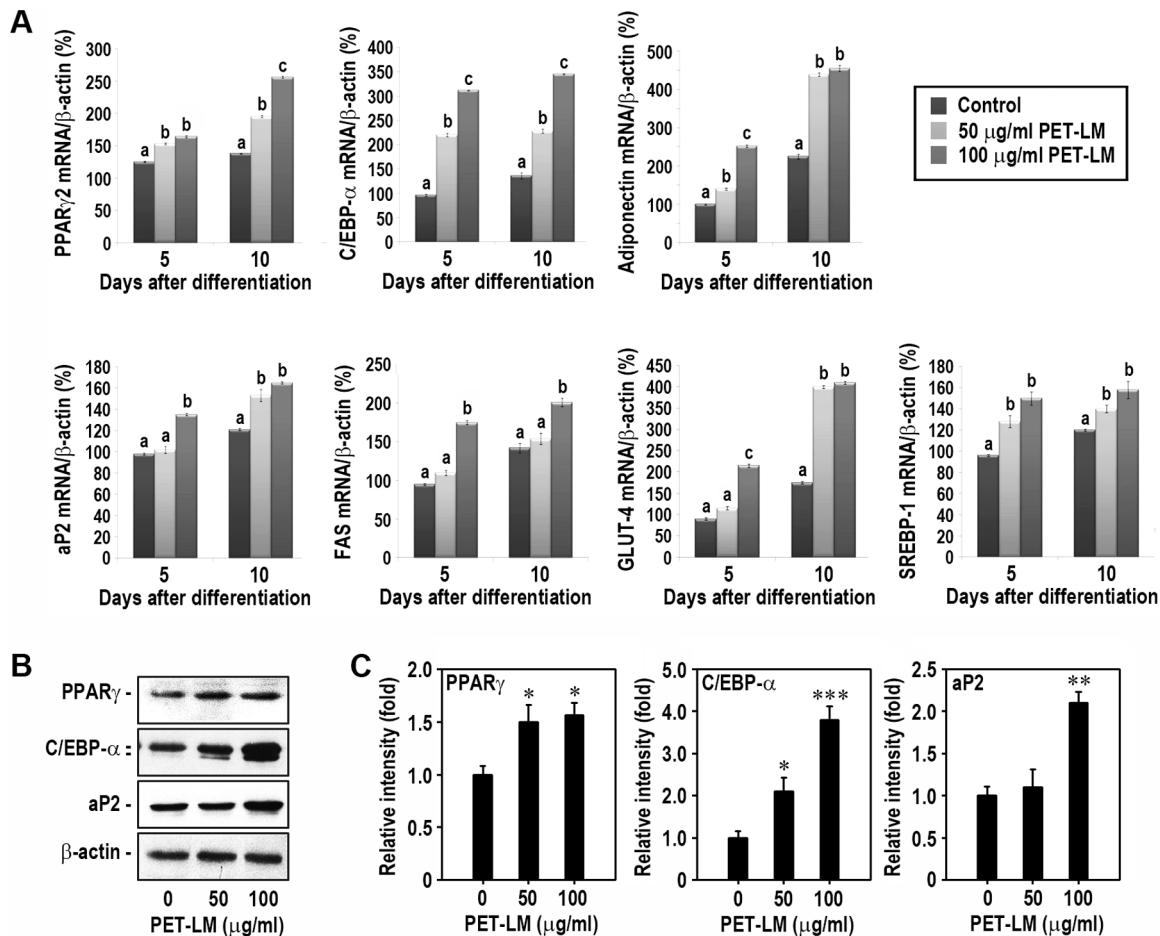 A
PPARγ2 mRNA/β-actin (%)
300
250
200
150
100
50
0
a b b a b c
5 10
Days after differentiation
C/EBP-α mRNA/β-actin (%)
400
350
300
250
200
150
100
50
0
a b c a b c
5 10
Days after differentiation
Adiponectin mRNA/β-actin (%)
500
400
300
200
100
0
a b c a b b
5 10
Days after differentiation
Control
50 μg/ml PET-LM
100 μg/ml PET-LM
aP2 mRNA/β-actin (%)
180
160
140
120
100
80
60
40
20
0
a a b a b b
5 10
Days after differentiation
FAS mRNA/β-actin (%)
250
200
150
100
50
0
a a b a a b
5 10
Days after differentiation
GLUT-4 mRNA/β-actin (%)
450
400
350
300
250
200
150
100
50
0
a a c a b b
5 10
Days after differentiation
SREBP-1 mRNA/β-actin (%)
180
160
140
120
100
80
60
40
20
0
a b b a b b
5 10
Days after differentiation
B
PPARγ -
C/EBP-α =
aP2 -
β-actin -
0 50 100
PET-LM (μg/ml)
C
Relative intensity (fold)
2.0
1.5
1.0
0.5
0
PPARγ
* *
0 50 100
PET-LM (μg/ml)
Relative intensity (fold)
5.0
4.0
3.0
2.0
1.0
0
C/EBP-α
* ***
0 50 100
PET-LM (μg/ml)
Relative intensity (fold)
2.5
2.0
1.5
1.0
0.5
0
aP2
**
0 50 100
PET-LM (μg/ml)